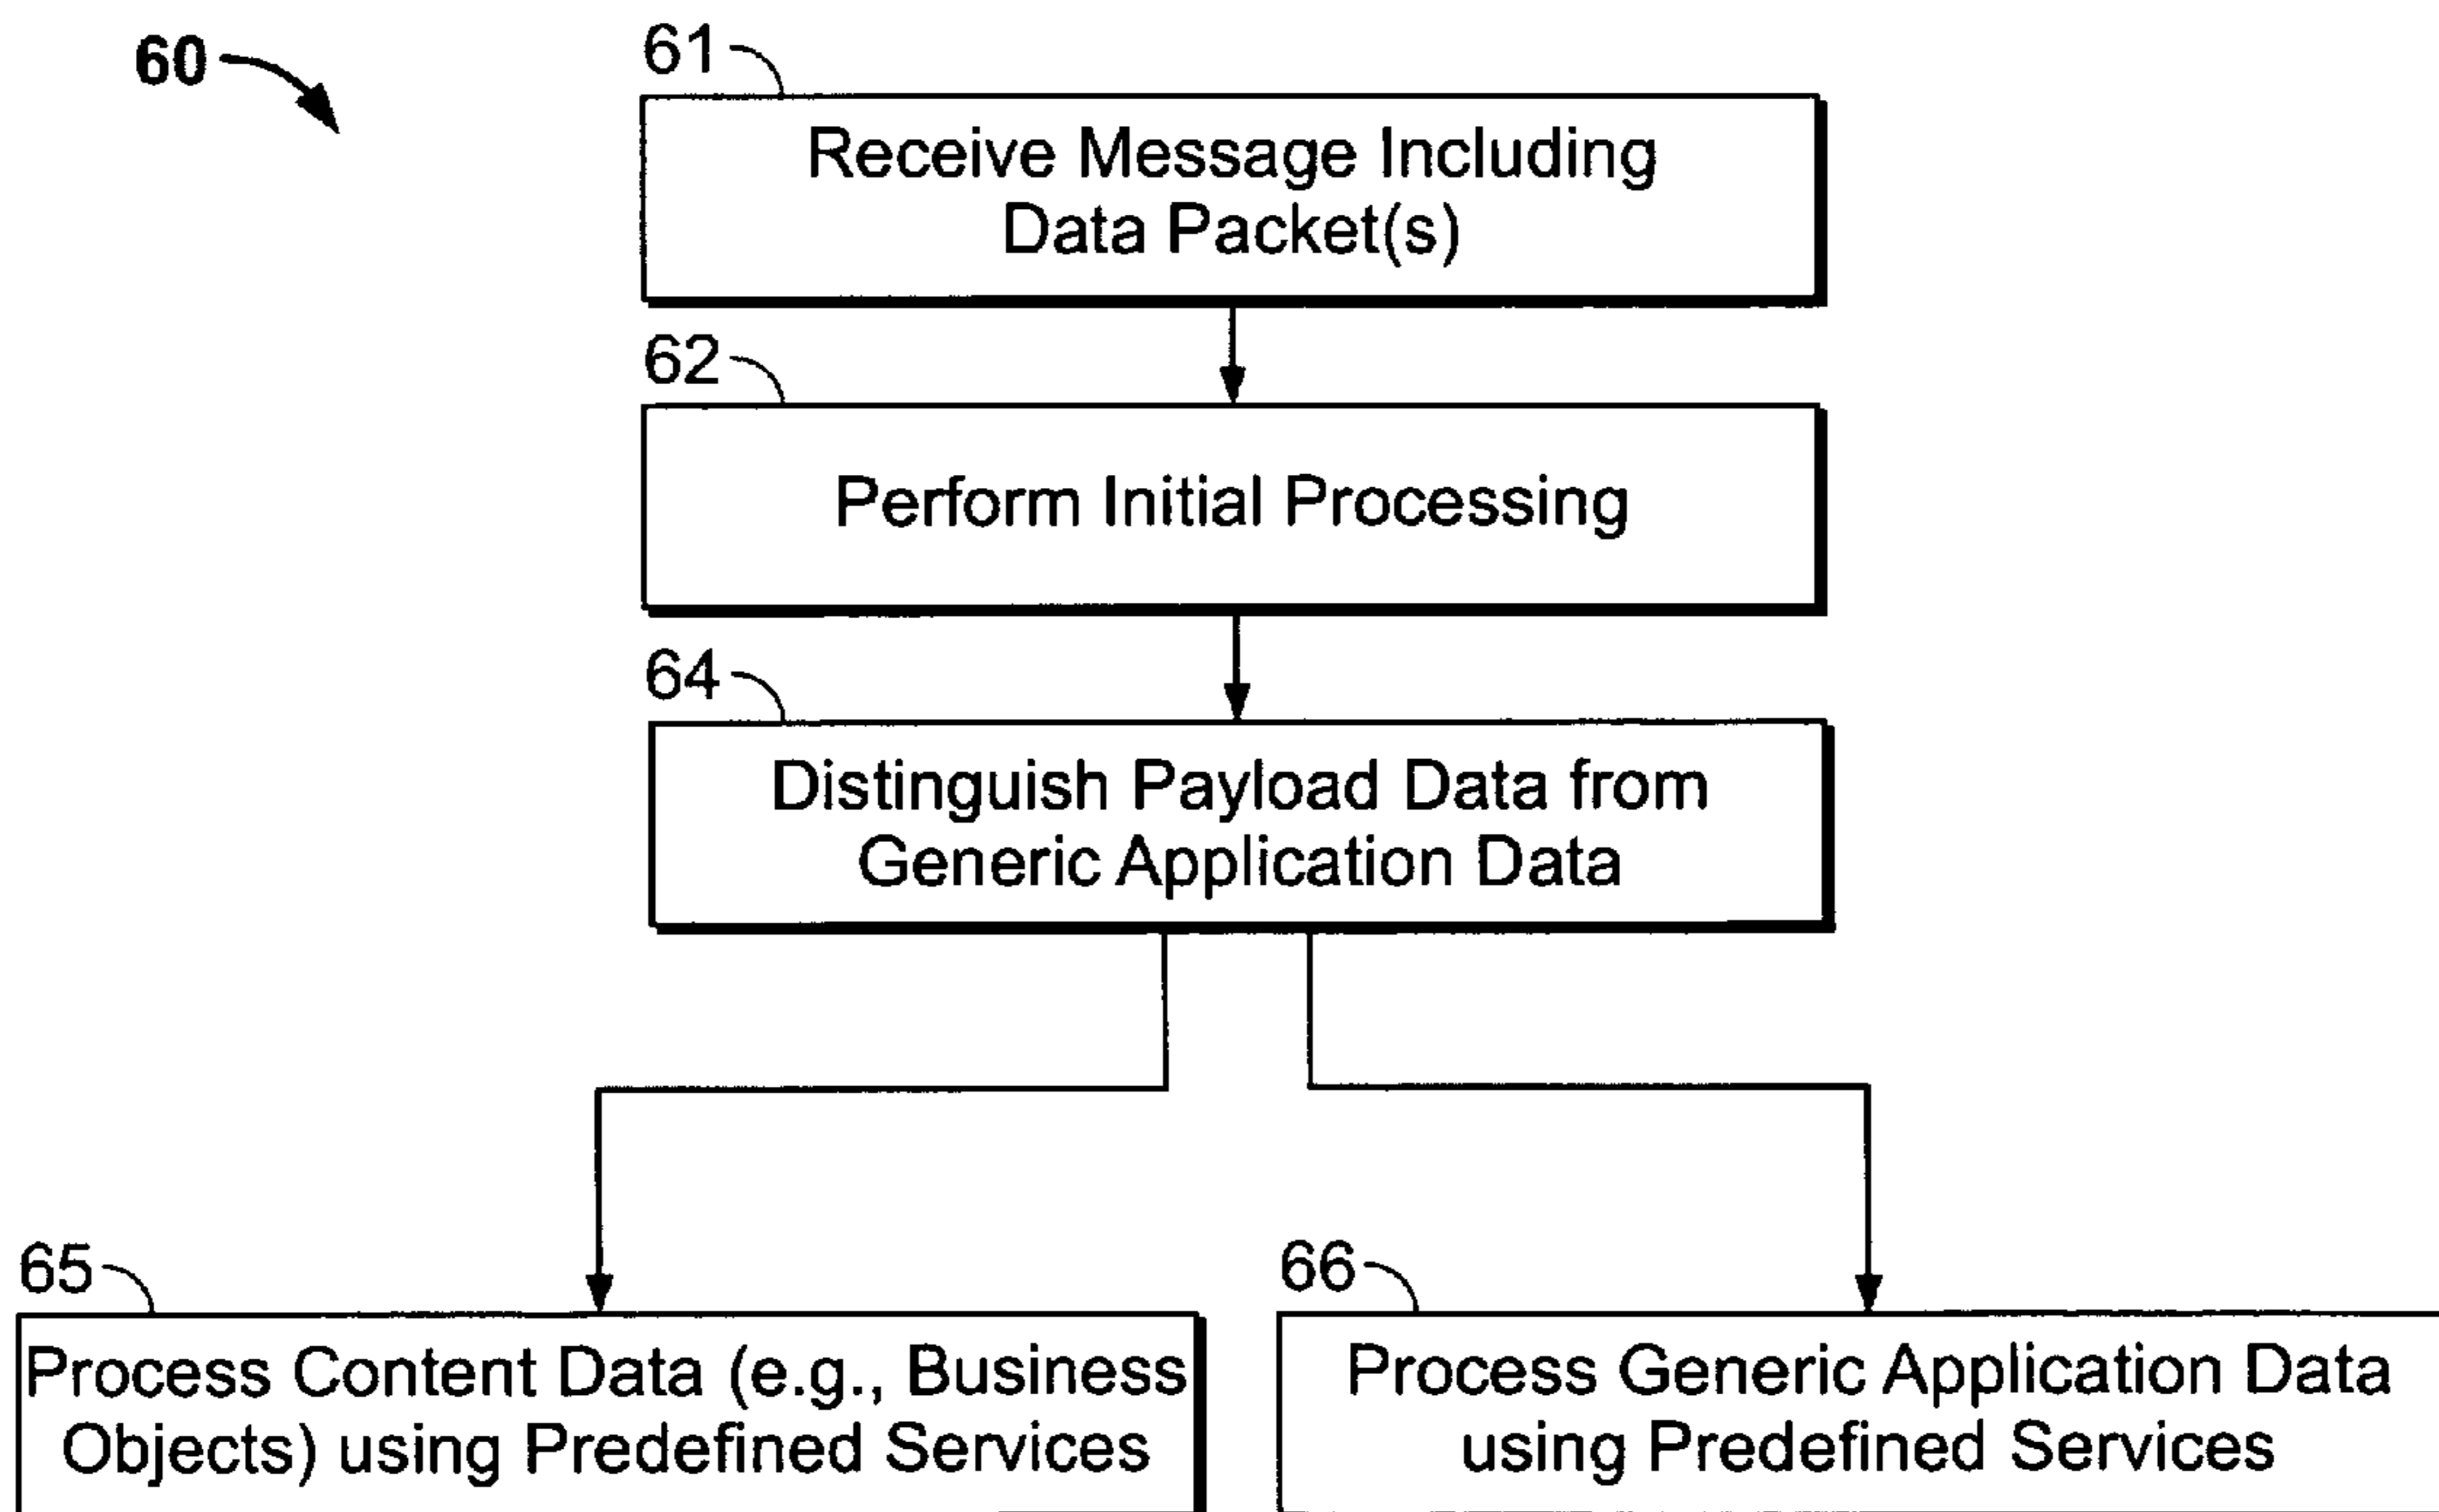 60
61
Receive Message Including
Data Packet(s)
62
Perform Initial Processing
64
Distinguish Payload Data from
Generic Application Data
65
Process Content Data (e.g., Business
Objects) using Predefined Services
66
Process Generic Application Data
using Predefined Services